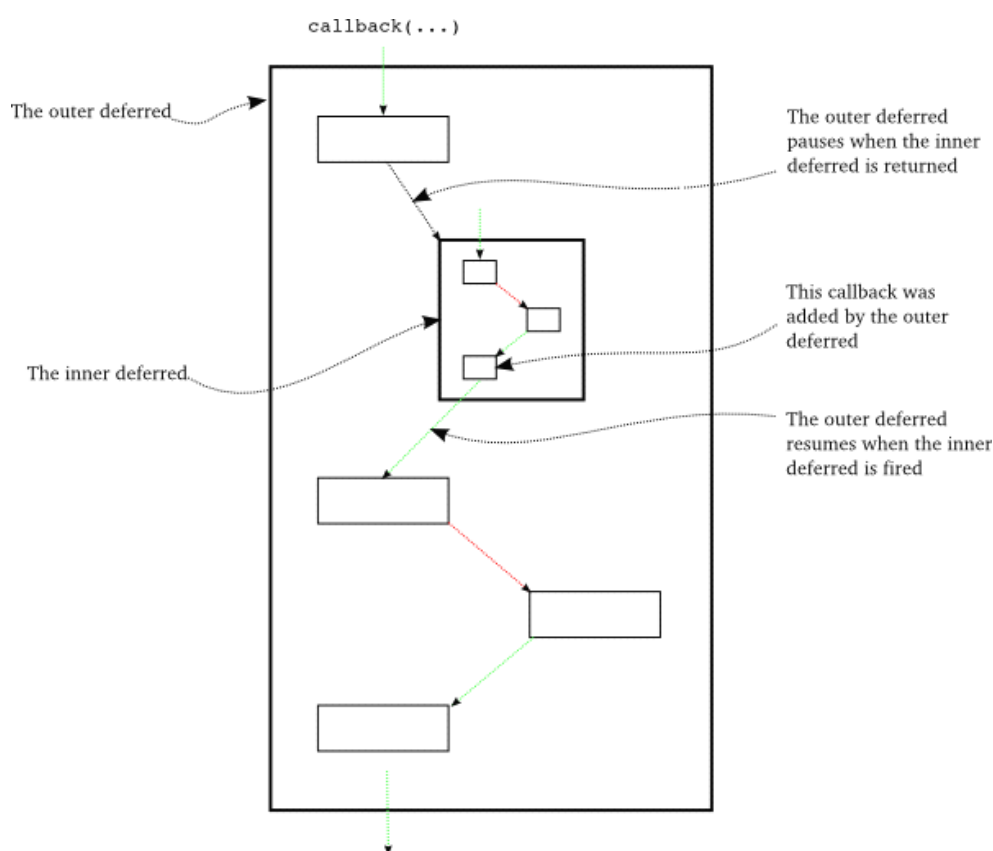 callback(...)
The outer deferred
The outer deferred
pauses when the inner
deferred is returned
This callback was
added by the outer
deferred
The inner deferred
The outer deferred
resumes when the inner
deferred is fired